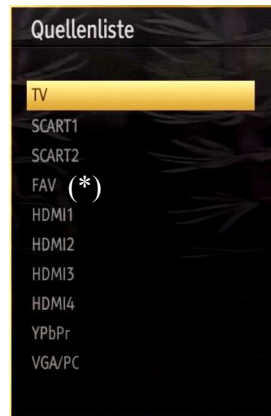 Quellenliste
TV
SCART1
SCART2
FAV (*)
HDMI1
HDMI2
HDMI3
HDMI4
YPbPr
VGA/PC